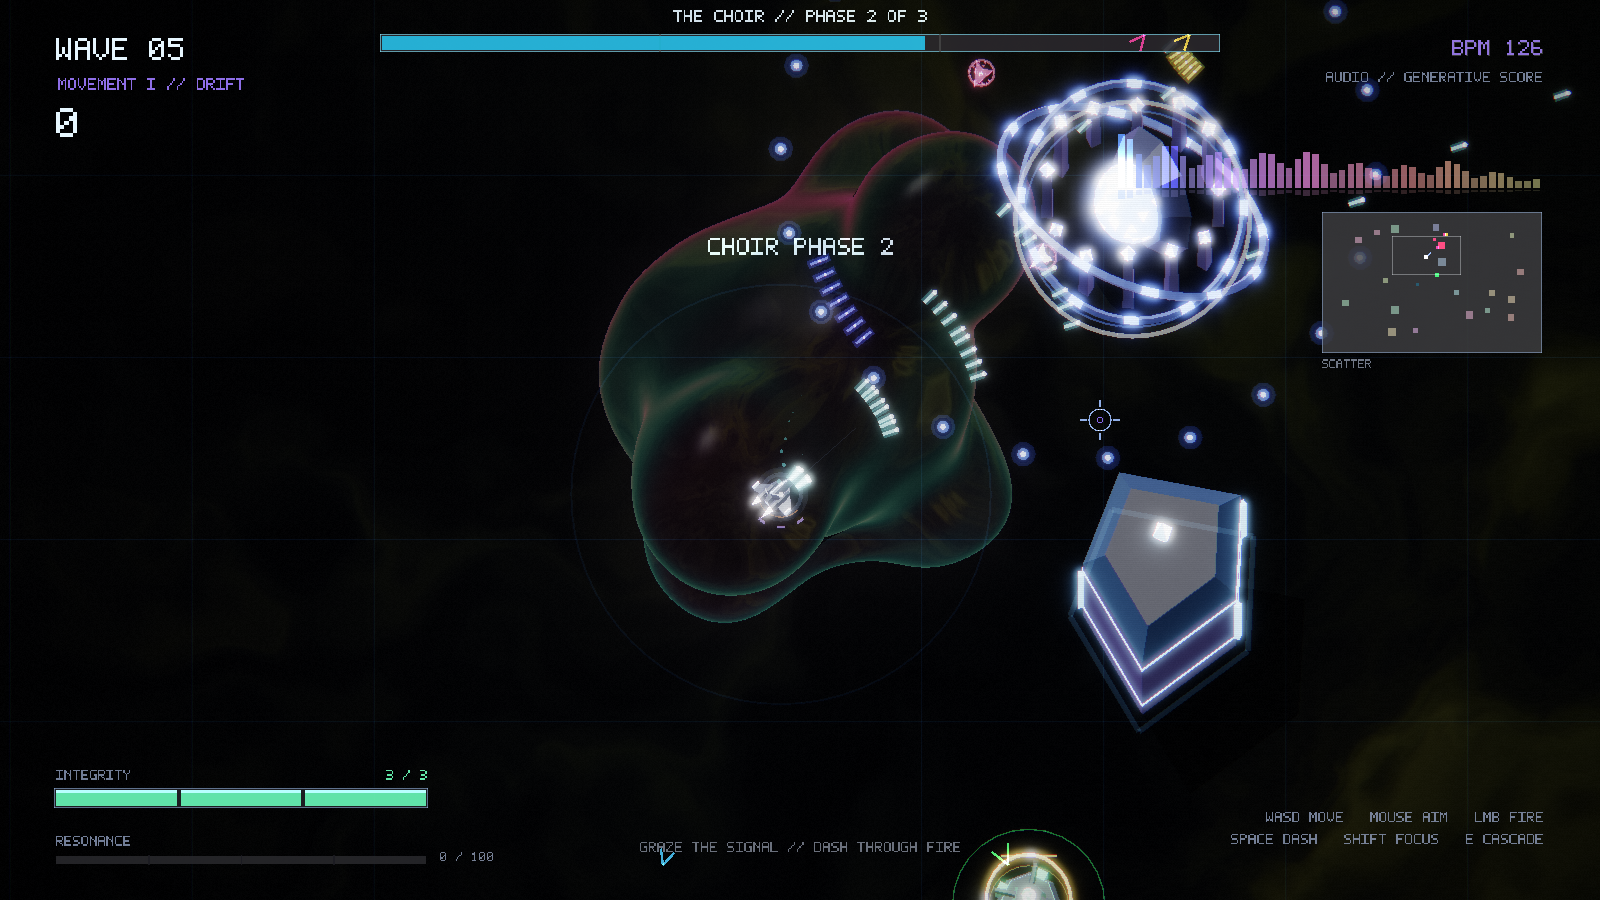 THE CHOIR // PHASE 2 OF 3
WAVE 05
MOVEMENT I // DRIFT
0
BPM 126
AUDIO // GENERATIVE SCORE
CHOIR PHASE 2
SCATTER
INTEGRITY
3 / 3
RESONANCE
0 / 100
GRAZE THE SIGNAL // DASH THROUGH FIRE
WASD MOVE MOUSE AIM LMB FIRE
SPACE DASH SHIFT FOCUS E CASCADE